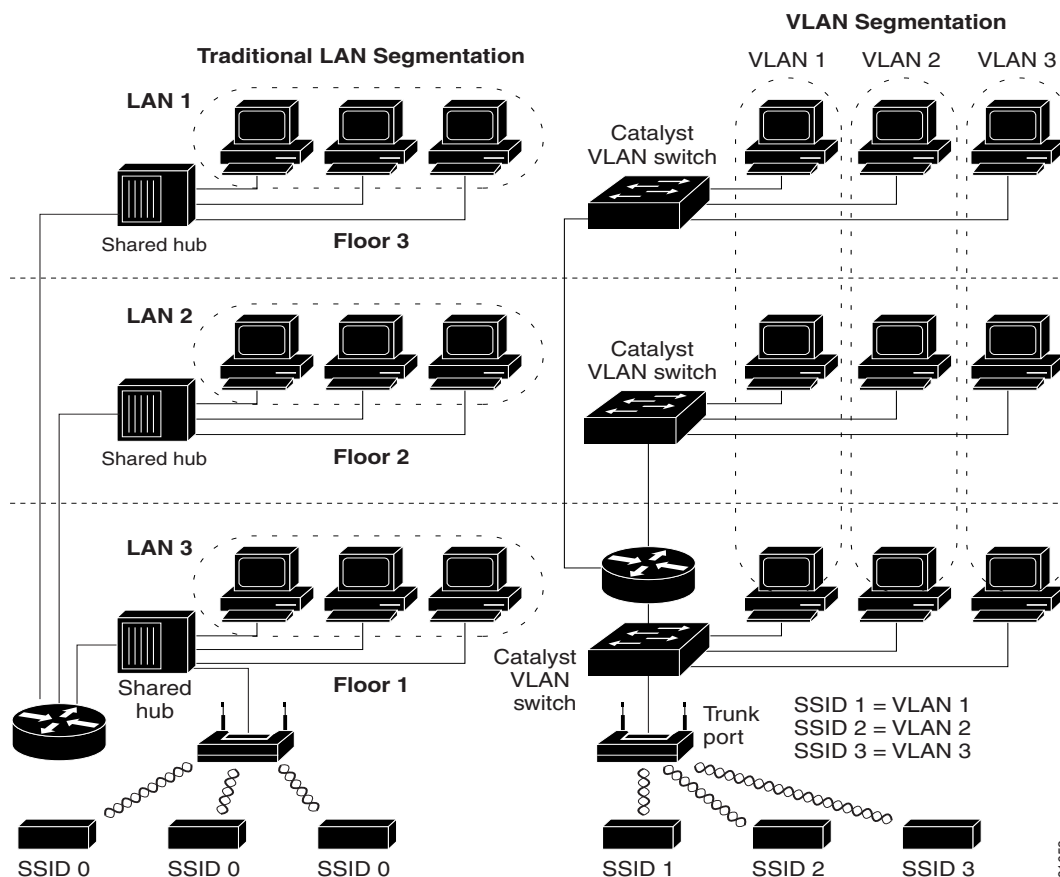 VLAN Segmentation
Traditional LAN Segmentation
VLAN 1
VLAN 2
VLAN 3
LAN 1
Catalyst
VLAN switch
Shared hub
Floor 3
LAN 2
Catalyst
VLAN switch
Shared hub
Floor 2
LAN 3
Shared
hub
Floor 1
Catalyst
VLAN
switch
Trunk
port
SSID 1 = VLAN 1
SSID 2 = VLAN 2
SSID 3 = VLAN 3
SSID 0
SSID 0
SSID 0
SSID 1
SSID 2
SSID 3